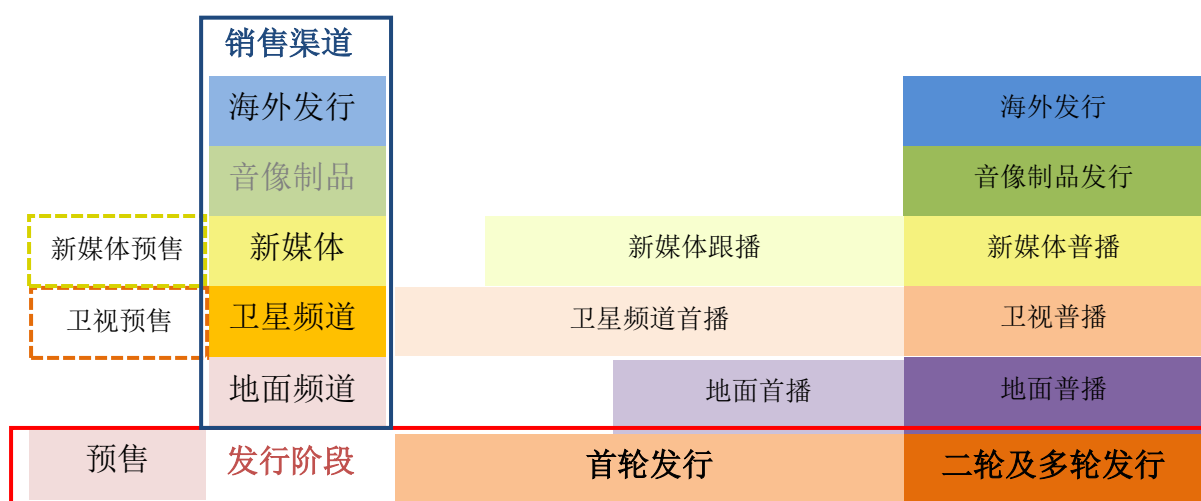 销售渠道
海外发行
海外发行
音像制品
音像制品发行
新媒体预售
新媒体
新媒体跟播
新媒体普播
卫视预售
卫星频道
卫星频道首播
卫视普播
地面频道
地面首播
地面普播
预售
发行阶段
首轮发行
二轮及多轮发行